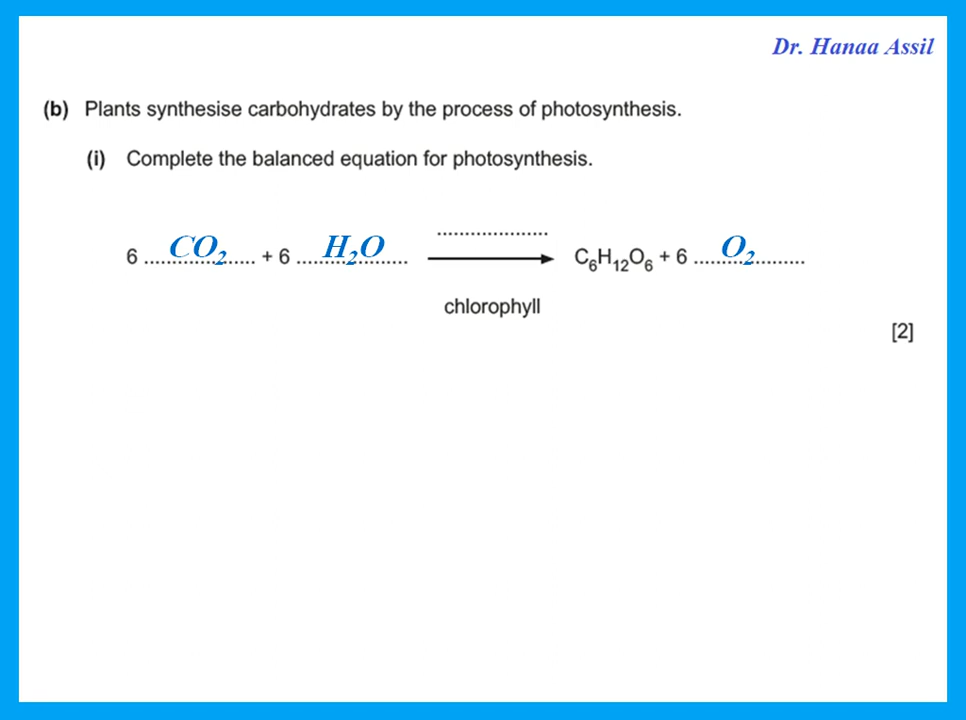 Dr. Hanaa Assil
(b) Plants synthesise carbohydrates by the process of photosynthesis.
(i) Complete the balanced equation for photosynthesis.
....................
6 ....CO₂.... + 6 ....H₂O.... → C₆H₁₂O₆ + 6 ....O₂....
chlorophyll
[2]